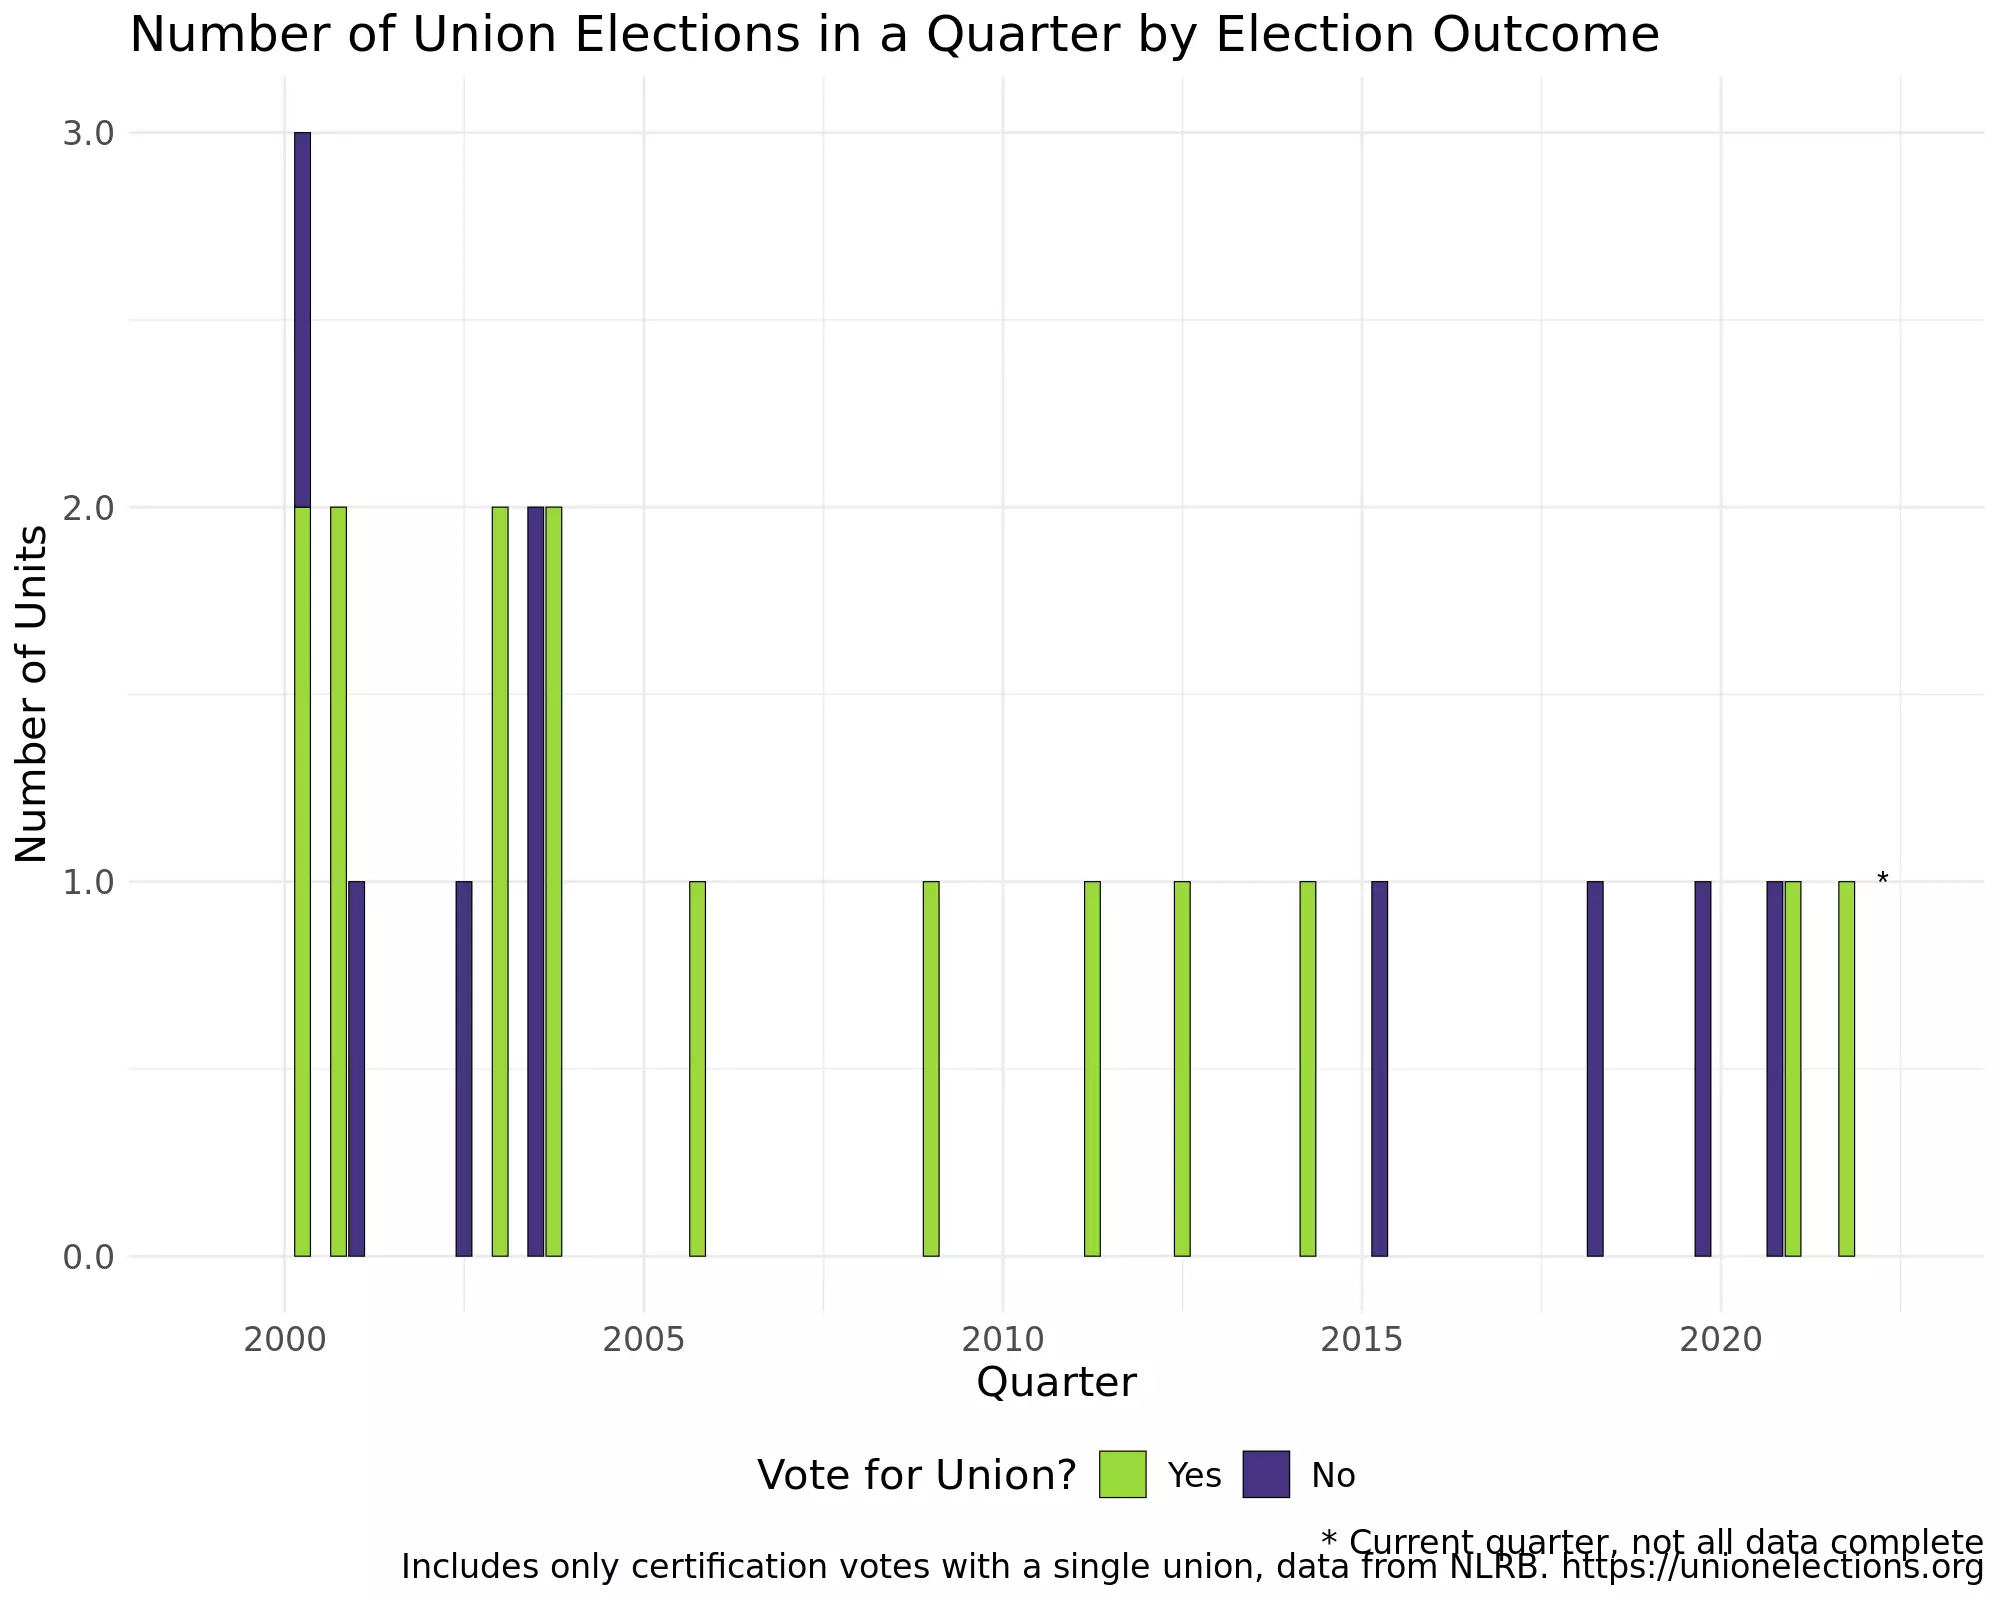 Number of Union Elections in a Quarter by Election Outcome
3.0
2.0
1.0
0.0
Number of Units
*
2000 2005 2010 2015 2020
Quarter
Vote for Union? Yes No
* Current quarter, not all data complete
Includes only certification votes with a single union, data from NLRB. https://unionelections.org